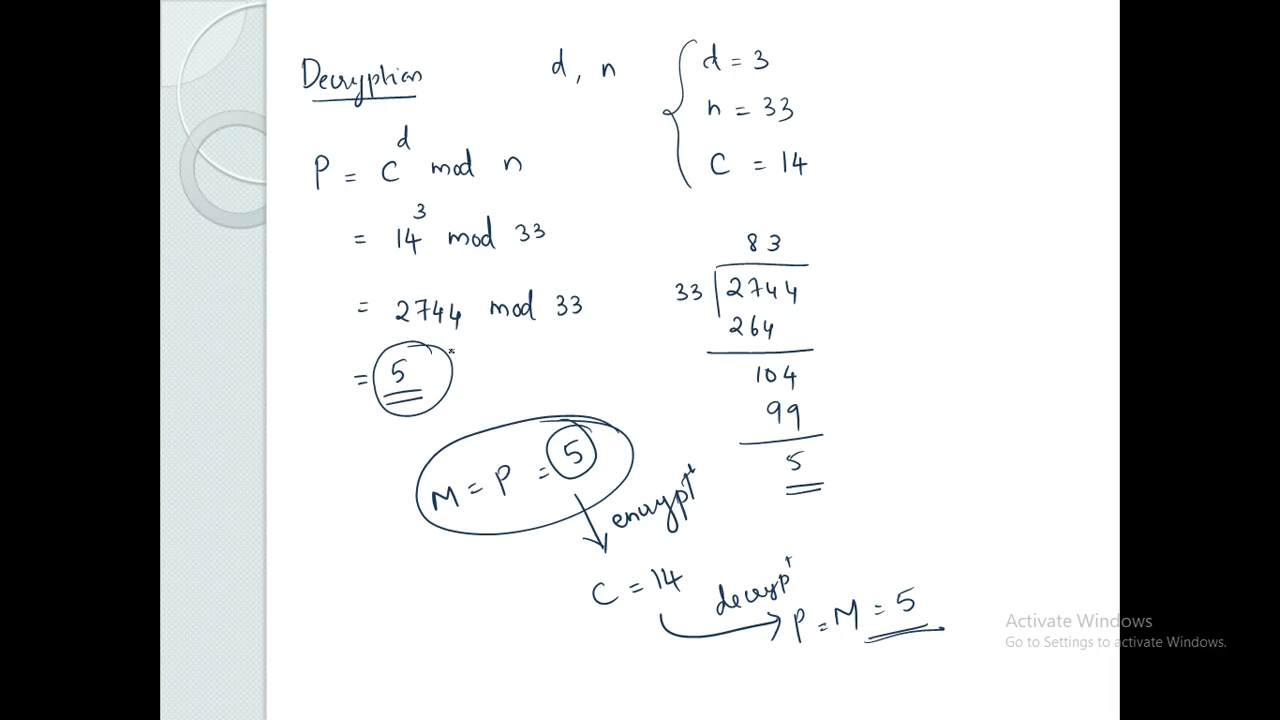 Decryption
d, n
d = 3
n = 33
C = 14
P = C^d mod n
= 14^3 mod 33
= 2744 mod 33
= 5
83
33 2744
264
104
99
5
M = P = 5
encrypt
C = 14
decrypt
P = M = 5
Activate Windows
Go to Settings to activate Windows.